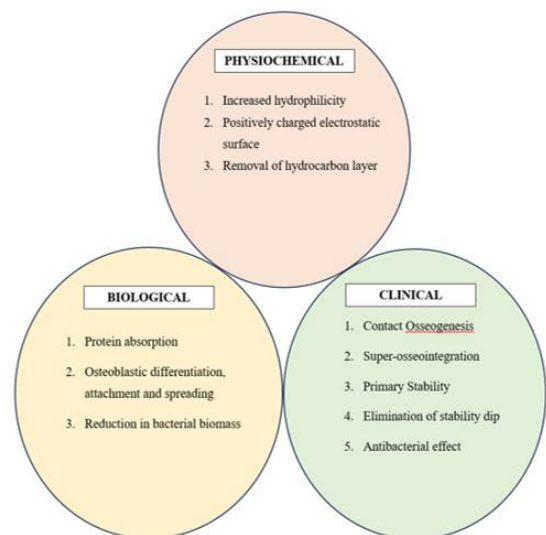 PHYSIOCHEMICAL
1. Increased hydrophilicity
2. Positively charged electrostatic
surface
3. Removal of hydrocarbon layer
BIOLOGICAL
1. Protein absorption
2. Osteoblastic differentiation,
attachment and spreading
3. Reduction in bacterial biomass
CLINICAL
1. Contact Osseogenesis
2. Super-osseointegration
3. Primary Stability
4. Elimination of stability dip
5. Antibacterial effect